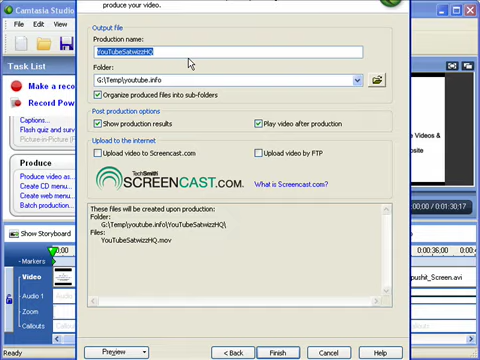 Camtasia Studio
produce your video.
File Edit
Output file
Production name:
YouTubeSatwizzHQ
Task List
Folder:
G:\Temp\youtube.info
Make a reco
Organize produced files into sub-folders
Record Pow
Post production options
Captions...
Show production results
Play video after production
Flash quiz and surve
Picture-in-Picture (P
Upload to the internet
Upload video to Screencast.com
Upload video by FTP
Produce
TechSmith
Produce video as...
SCREENCAST.COM
What is Screencast.com?
Create CD menu...
Create web menu...
Batch production...
These files will be created upon production:
Folder:
G:\Temp\youtube.info\YouTubeSatwizzHQ\
Files:
YouTubeSatwizzHQ.mov
Videos &
site
0:00 / 0:01:30;17
Show Storyboard
00;00
0:00:36;00
0:00
Markers
Video
pushit_Screen.avi
Audio 1
Zoom
Callouts
Preview
< Back
Finish
Cancel
Help
Ready